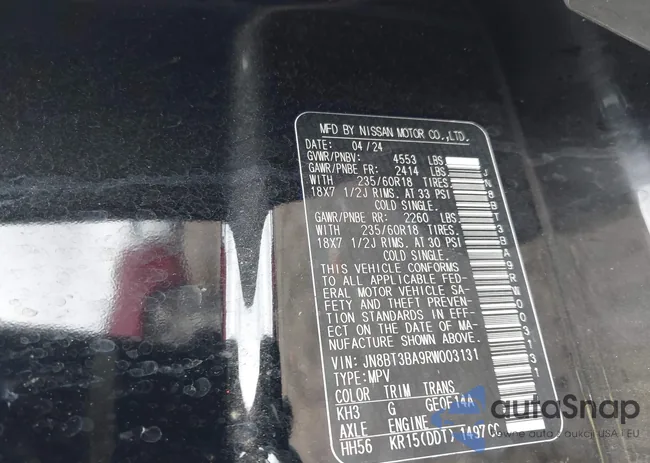 MFD BY NISSAN MOTOR CO.,LTD.
DATE: 04/24
GVWR/PNBV: 4553 LBS
GAWR/PNBE FR: 2414 LBS
WITH 235/60R18 TIRES.
18X7 1/2J RIMS. AT 33 PSI
COLD SINGLE.
GAWR/PNBE RR: 2260 LBS
WITH 235/60R18 TIRES.
18X7 1/2J RIMS. AT 30 PSI
COLD SINGLE.
THIS VEHICLE CONFORMS
TO ALL APPLICABLE FED-
ERAL MOTOR VEHICLE SA-
FETY AND THEFT PREVEN-
TION STANDARDS IN EFF-
ECT ON THE DATE OF MA-
NUFACTURE SHOWN ABOVE.
VIN: JN8BT3BA9RW003131
TYPE:MPV
COLOR TRIM TRANS
KH3 G GE0F14A
AXLE ENGINE
HH56 KR15(DDT) 1497CC
JN8BT3BA9RW003131
autoSnap